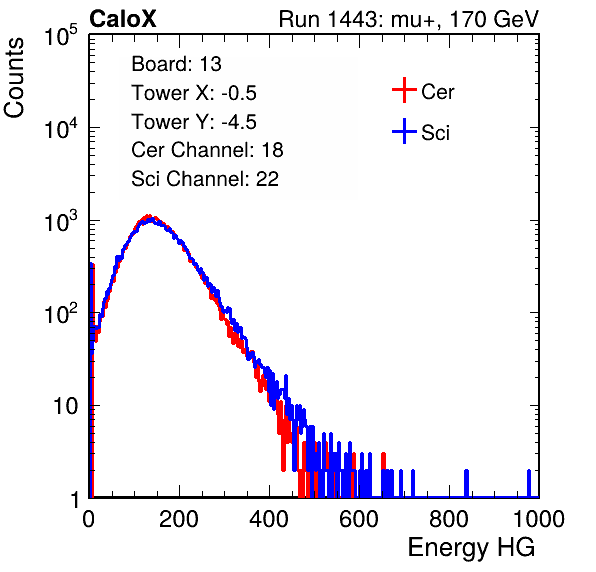 CaloX Run 1443: mu+, 170 GeV
Counts
Board: 13
Tower X: -0.5
Tower Y: -4.5
Cer Channel: 18
Sci Channel: 22
Cer
Sci
10^5
10^4
10^3
10^2
10
1
0 200 400 600 800 1000
Energy HG